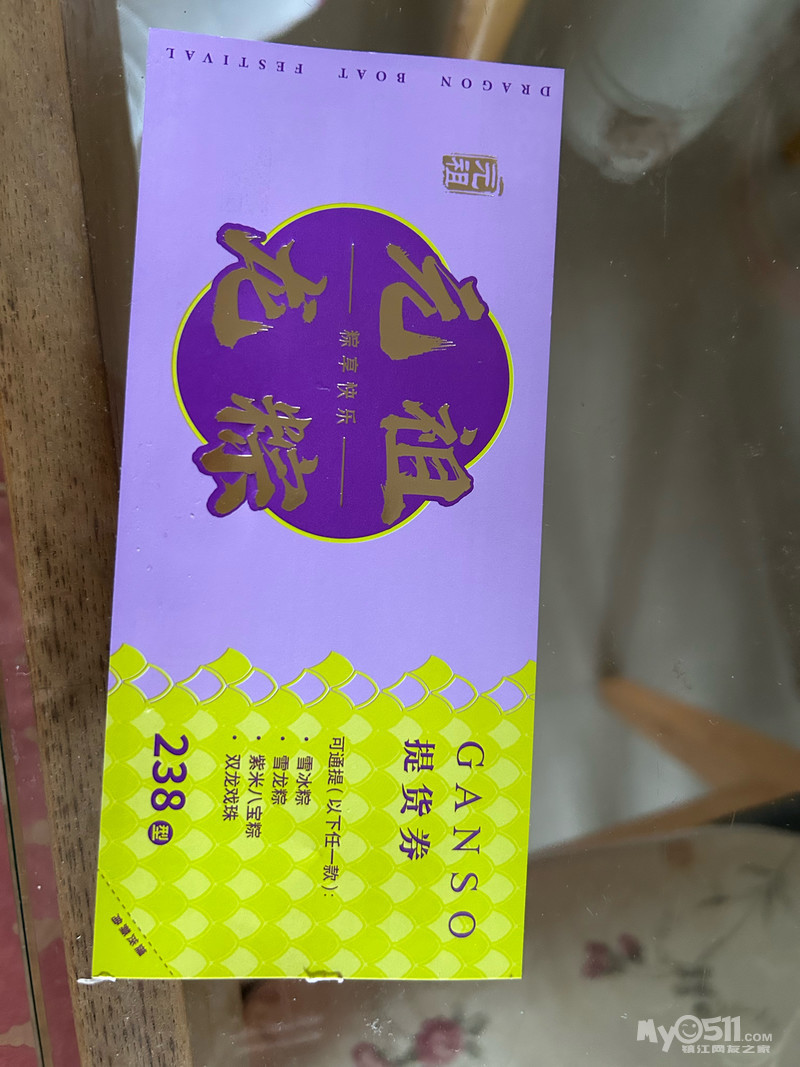 DRAGON BOAT FESTIVAL
元祖
元祖
粽享快乐
龙粽
GANSO
提货券
可通提(以下任一款):
• 雪冰粽
• 雪龙粽
• 紫米八宝粽
• 双龙戏珠
238型
My0511.COM
镇江网友之家